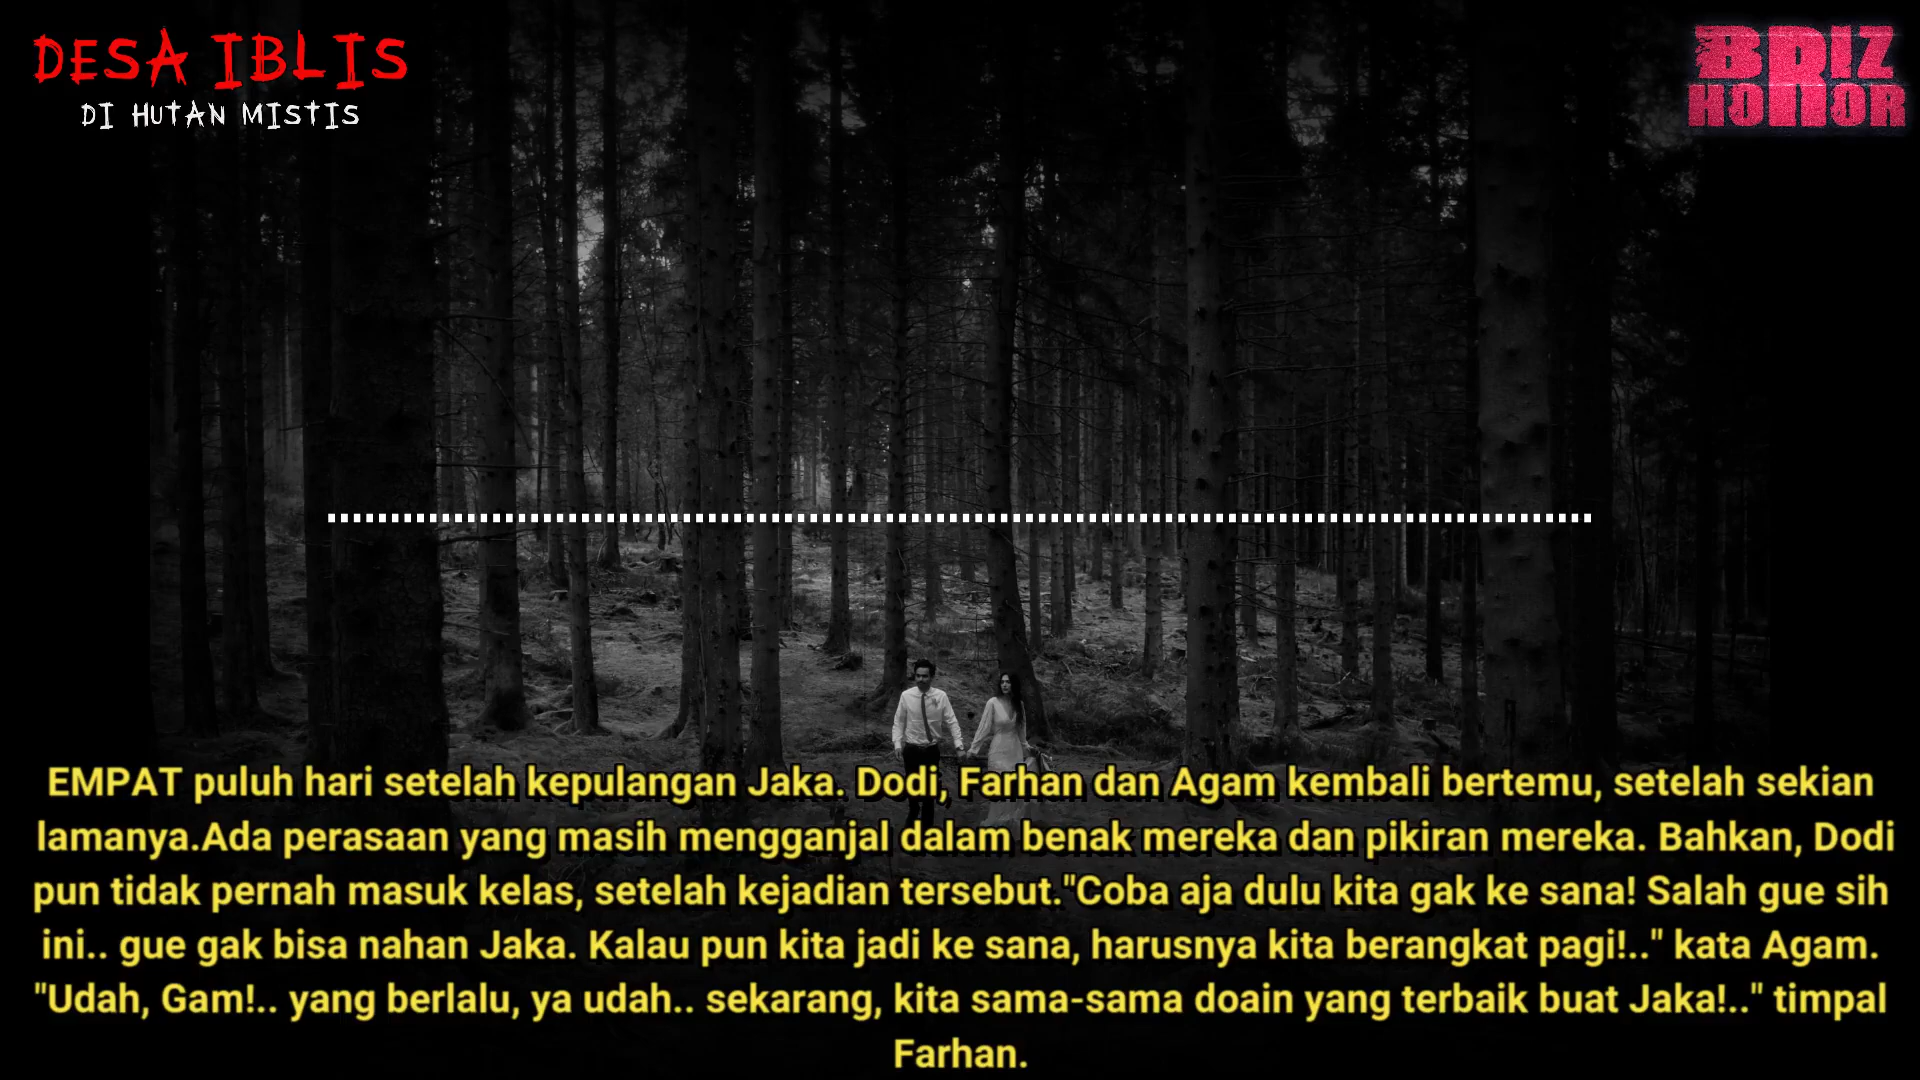 DESA IBLIS
DI HUTAN MISTIS
BRIZ
HORROR
EMPAT puluh hari setelah kepulangan Jaka. Dodi, Farhan dan Agam kembali bertemu, setelah sekian
lamanya.Ada perasaan yang masih mengganjal dalam benak mereka dan pikiran mereka. Bahkan, Dodi
pun tidak pernah masuk kelas, setelah kejadian tersebut."Coba aja dulu kita gak ke sana! Salah gue sih
ini.. gue gak bisa nahan Jaka. Kalau pun kita jadi ke sana, harusnya kita berangkat pagi!.." kata Agam.
"Udah, Gam!.. yang berlalu, ya udah.. sekarang, kita sama-sama doain yang terbaik buat Jaka!.." timpal
Farhan.